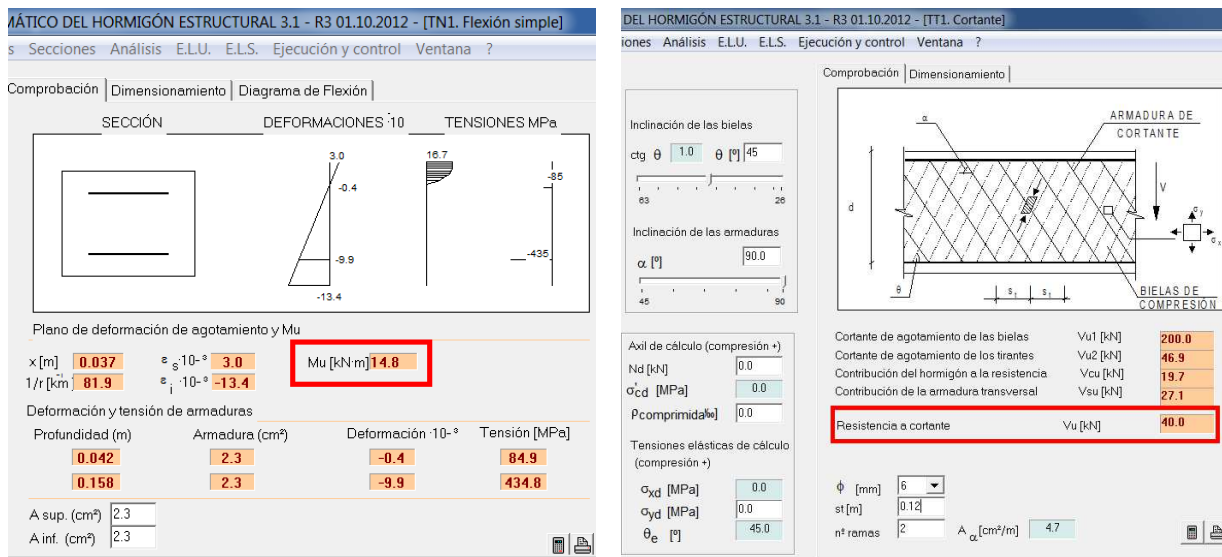 MÁTICO DEL HORMIGÓN ESTRUCTURAL 3.1 - R3 01.10.2012 - [TN1. Flexión simple]
s Secciones Análisis E.L.U. E.L.S. Ejecución y control Ventana ?
Comprobación Dimensionamiento Diagrama de Flexión
SECCIÓN DEFORMACIONES ·10 TENSIONES MPa
3.0 16.7
-85
-0.4
-435
-9.9
-13.4
Plano de deformación de agotamiento y Mu
x [m] 0.037 ε s ·10- ³ 3.0 Mu [kN·m] 14.8
1/r [km ] 81.9 ε i ·10- ³ -13.4
Deformación y tensión de armaduras
Profundidad (m) Armadura (cm²) Deformación ·10- ³ Tensión [MPa]
0.042 2.3 -0.4 84.9
0.158 2.3 -9.9 434.8
A sup. (cm²) 2.3
A inf. (cm²) 2.3
DEL HORMIGÓN ESTRUCTURAL 3.1 - R3 01.10.2012 - [TT1. Cortante]
iones Análisis E.L.U. E.L.S. Ejecución y control Ventana ?
Comprobación Dimensionamiento
Inclinación de las bielas
ctg θ 1.0 θ [º] 45
63 26
Inclinación de las armaduras
α [º] 90.0
45 90
Axil de cálculo (compresión +)
Nd [kN] 0.0
σ'cd [MPa] 0.0
ρcomprimida[‰] 0.0
Tensiones elásticas de cálculo
(compresión +)
σxd [MPa] 0.0
σyd [MPa] 0.0
θe [º] 45.0
α
ARMADURA DE
CORTANTE
d
V
σy
σx
θ
st st
BIELAS DE
COMPRESIÓN
Cortante de agotamiento de las bielas Vu1 [kN] 200.0
Cortante de agotamiento de los tirantes Vu2 [kN] 46.9
Contribución del hormigón a la resistencia Vcu [kN] 19.7
Contribución de la armadura transversal Vsu [kN] 27.1
Resistencia a cortante Vu [kN] 40.0
ϕ [mm] 6
st [m] 0.12
nº ramas 2 Aα [cm²/m] 4.7